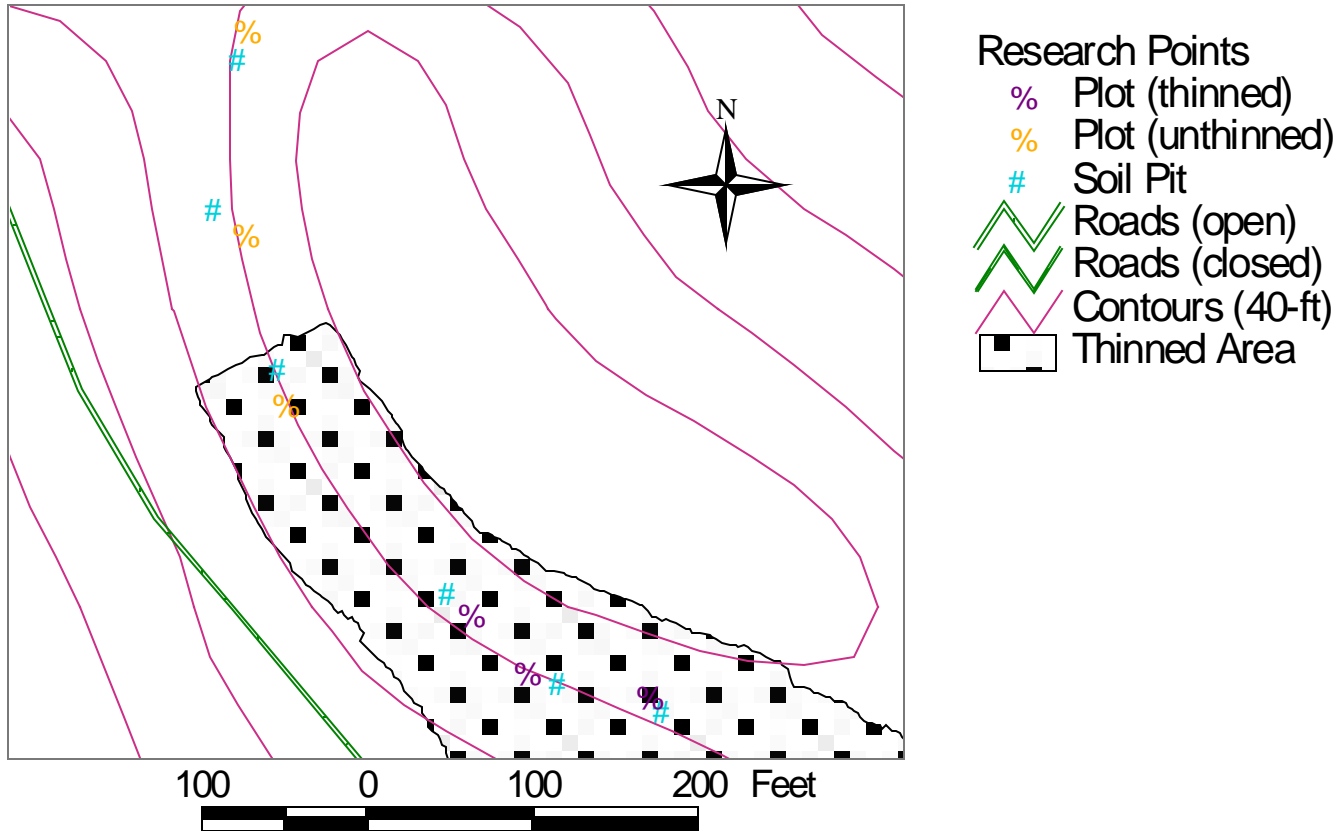 N
Research Points
% Plot (thinned)
% Plot (unthinned)
# Soil Pit
Roads (open)
Roads (closed)
Contours (40-ft)
Thinned Area
%
#
#
%
#
%
#
%
%
#
%
#
100 0 100 200 Feet